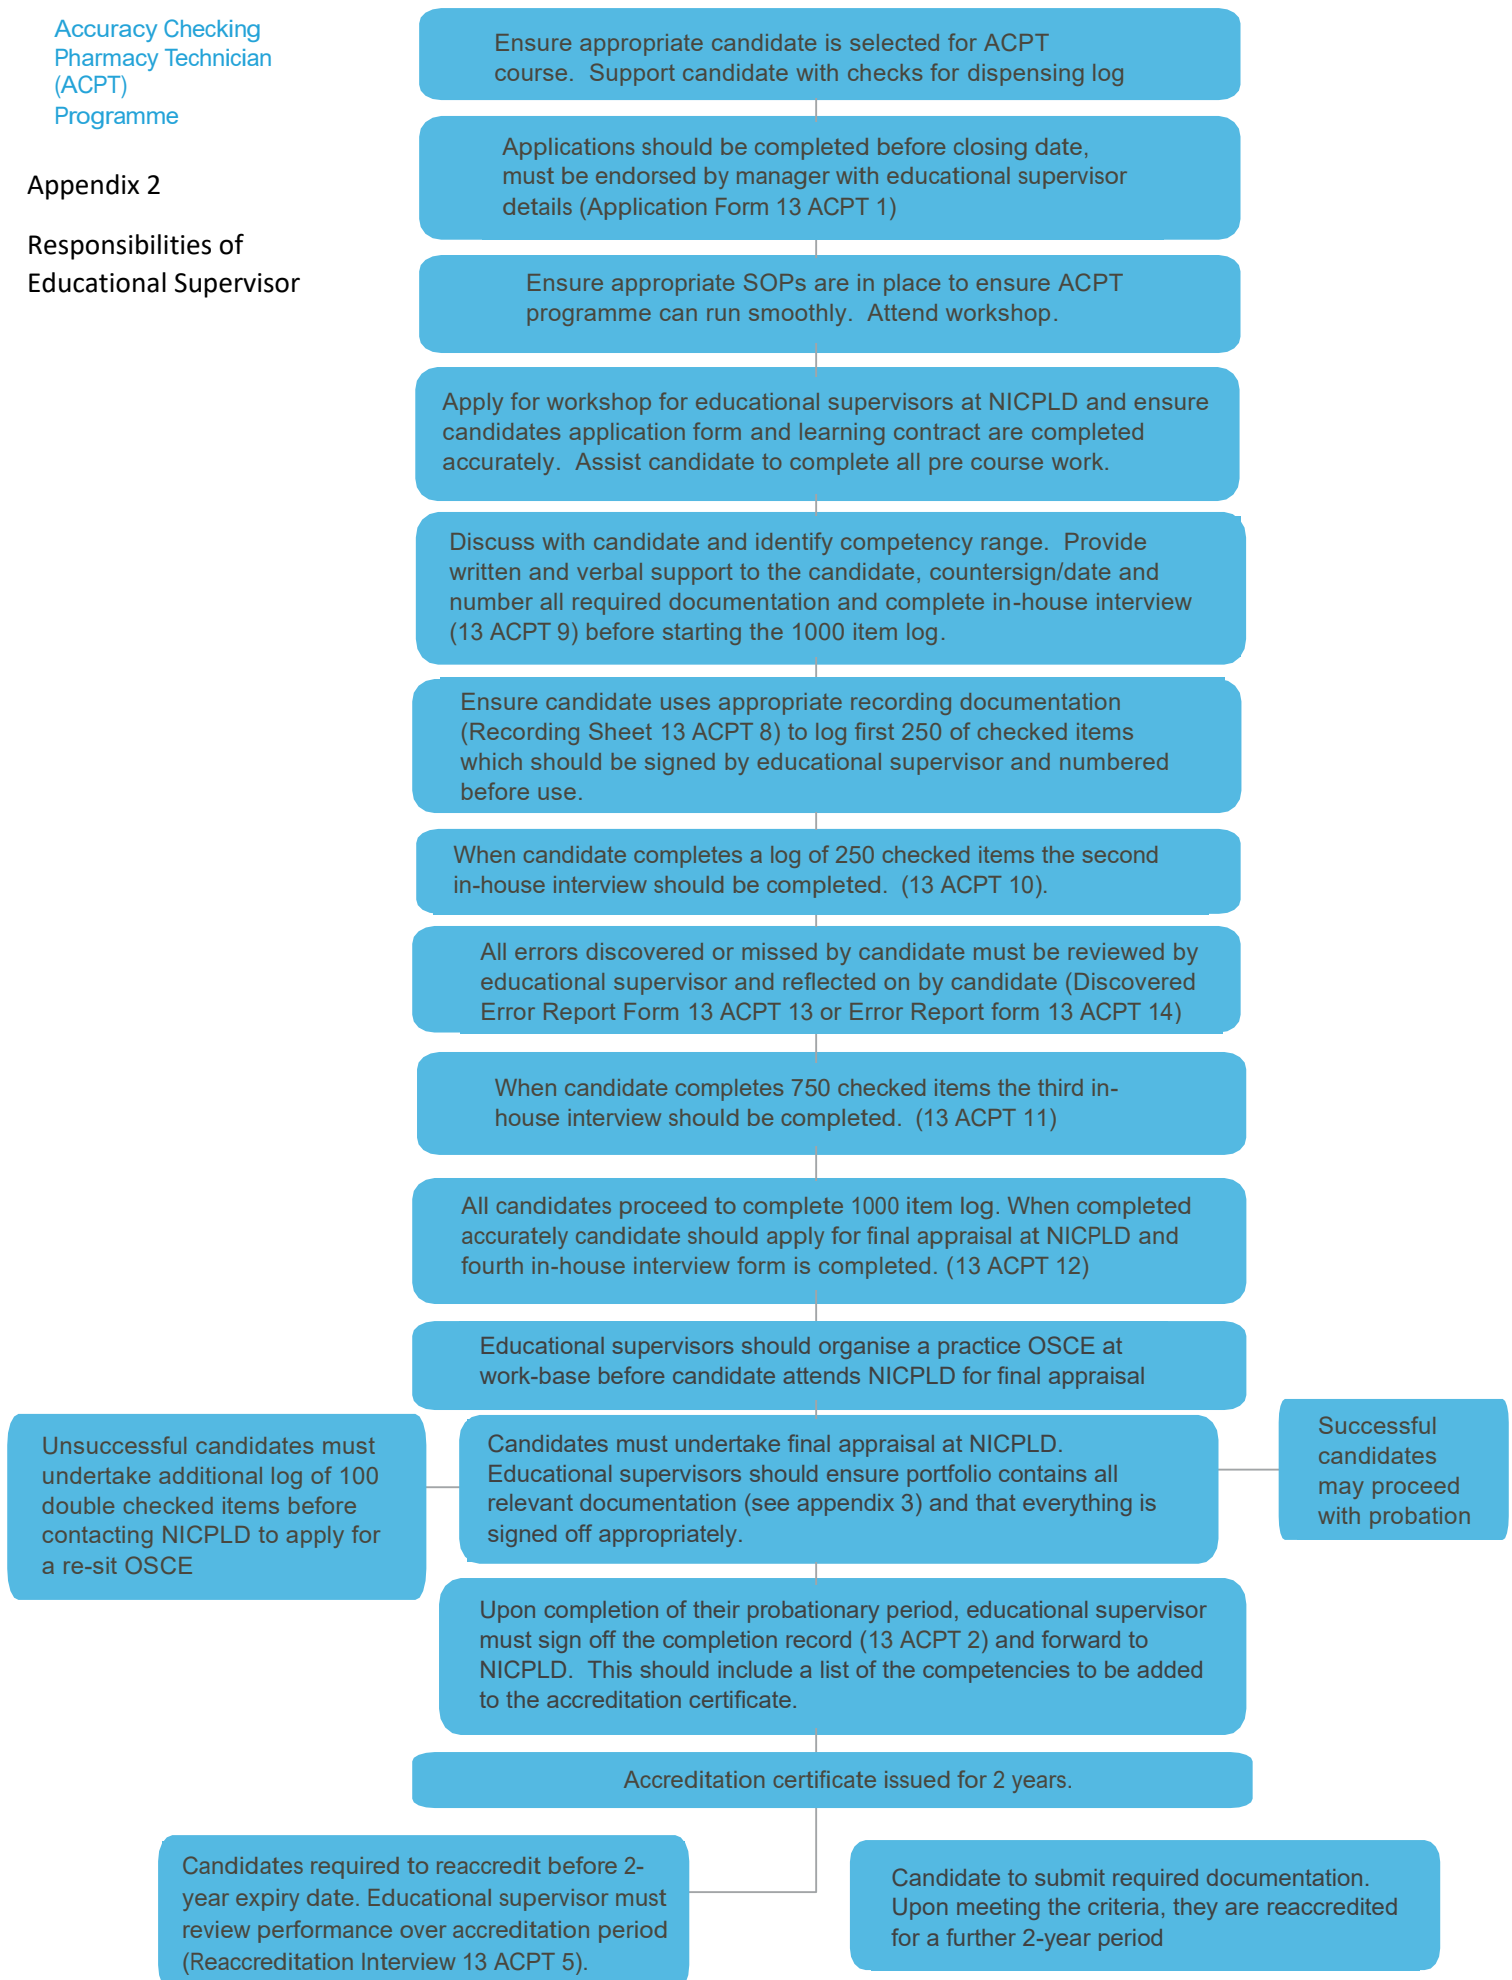 Accuracy Checking
Pharmacy Technician
(ACPT)
Programme
Appendix 2
Responsibilities of
Educational Supervisor
Ensure appropriate candidate is selected for ACPT
course. Support candidate with checks for dispensing log
Applications should be completed before closing date,
must be endorsed by manager with educational supervisor
details (Application Form 13 ACPT 1)
Ensure appropriate SOPs are in place to ensure ACPT
programme can run smoothly. Attend workshop.
Apply for workshop for educational supervisors at NICPLD and ensure
candidates application form and learning contract are completed
accurately. Assist candidate to complete all pre course work.
Discuss with candidate and identify competency range. Provide
written and verbal support to the candidate, countersign/date and
number all required documentation and complete in-house interview
(13 ACPT 9) before starting the 1000 item log.
Ensure candidate uses appropriate recording documentation
(Recording Sheet 13 ACPT 8) to log first 250 of checked items
which should be signed by educational supervisor and numbered
before use.
When candidate completes a log of 250 checked items the second
in-house interview should be completed. (13 ACPT 10).
All errors discovered or missed by candidate must be reviewed by
educational supervisor and reflected on by candidate (Discovered
Error Report Form 13 ACPT 13 or Error Report form 13 ACPT 14)
When candidate completes 750 checked items the third in-
house interview should be completed. (13 ACPT 11)
All candidates proceed to complete 1000 item log. When completed
accurately candidate should apply for final appraisal at NICPLD and
fourth in-house interview form is completed. (13 ACPT 12)
Educational supervisors should organise a practice OSCE at
work-base before candidate attends NICPLD for final appraisal
Unsuccessful candidates must
undertake additional log of 100
double checked items before
contacting NICPLD to apply for
a re-sit OSCE
Candidates must undertake final appraisal at NICPLD.
Educational supervisors should ensure portfolio contains all
relevant documentation (see appendix 3) and that everything is
signed off appropriately.
Successful
candidates
may proceed
with probation
Upon completion of their probationary period, educational supervisor
must sign off the completion record (13 ACPT 2) and forward to
NICPLD. This should include a list of the competencies to be added
to the accreditation certificate.
Accreditation certificate issued for 2 years.
Candidates required to reaccredit before 2-
year expiry date. Educational supervisor must
review performance over accreditation period
(Reaccreditation Interview 13 ACPT 5).
Candidate to submit required documentation.
Upon meeting the criteria, they are reaccredited
for a further 2-year period